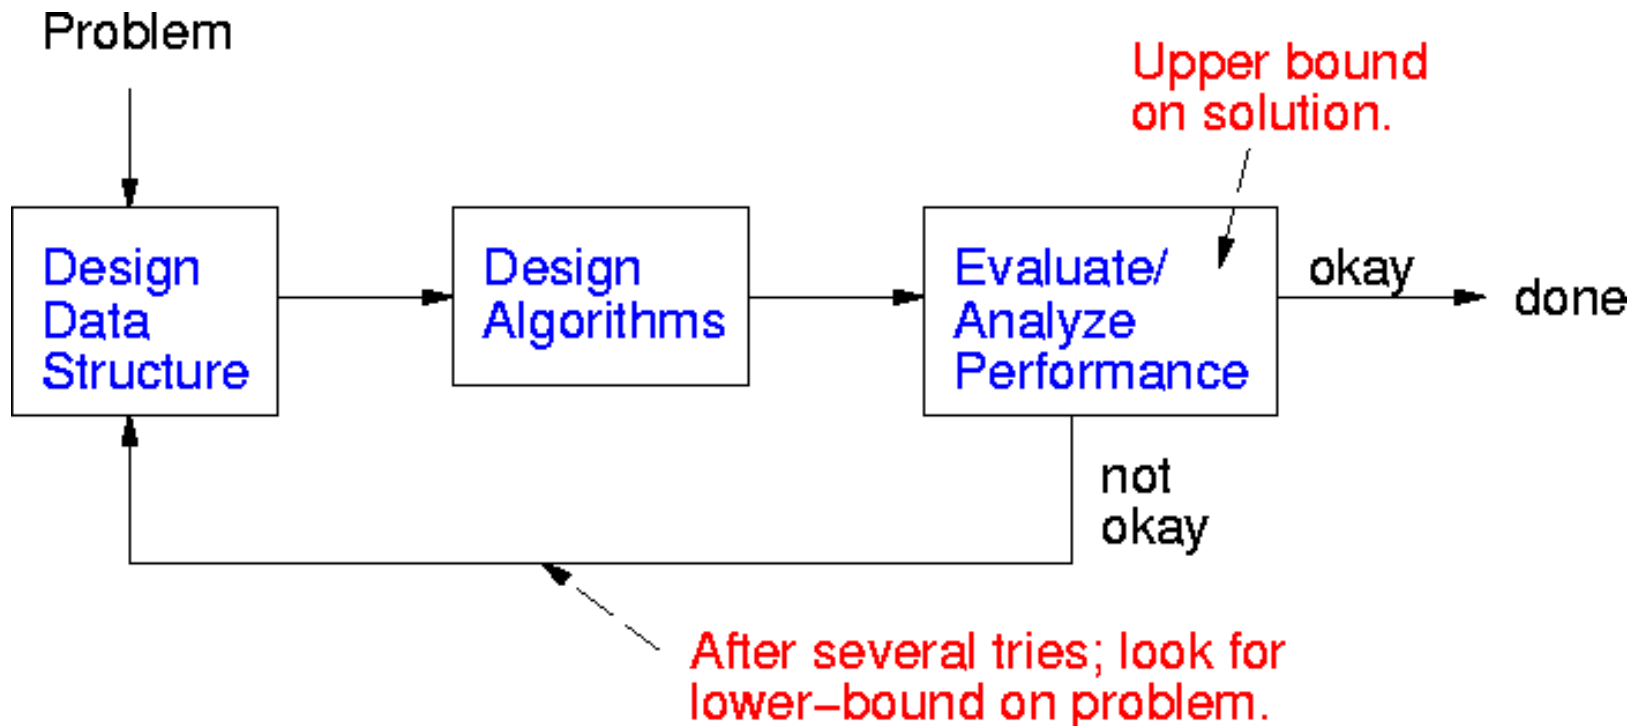 Problem
Upper bound
on solution.
Design
Data
Structure
Design
Algorithms
Evaluate/
Analyze
Performance
okay
done
not
okay
After several tries; look for
lower-bound on problem.